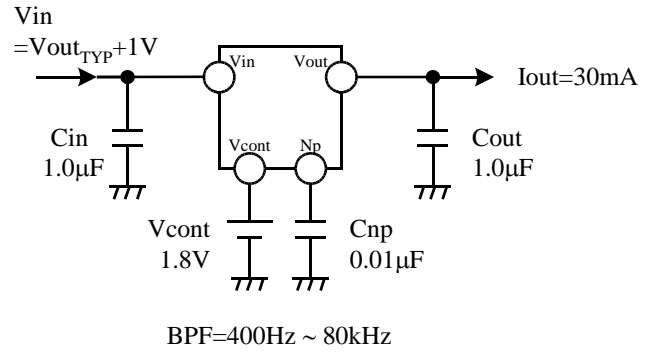 Vin
=VoutTYP+1V
Vin
Vout
Iout=30mA
Cin
1.0µF
Vcont
Np
Cout
1.0µF
Vcont
1.8V
Cnp
0.01µF
BPF=400Hz ~ 80kHz